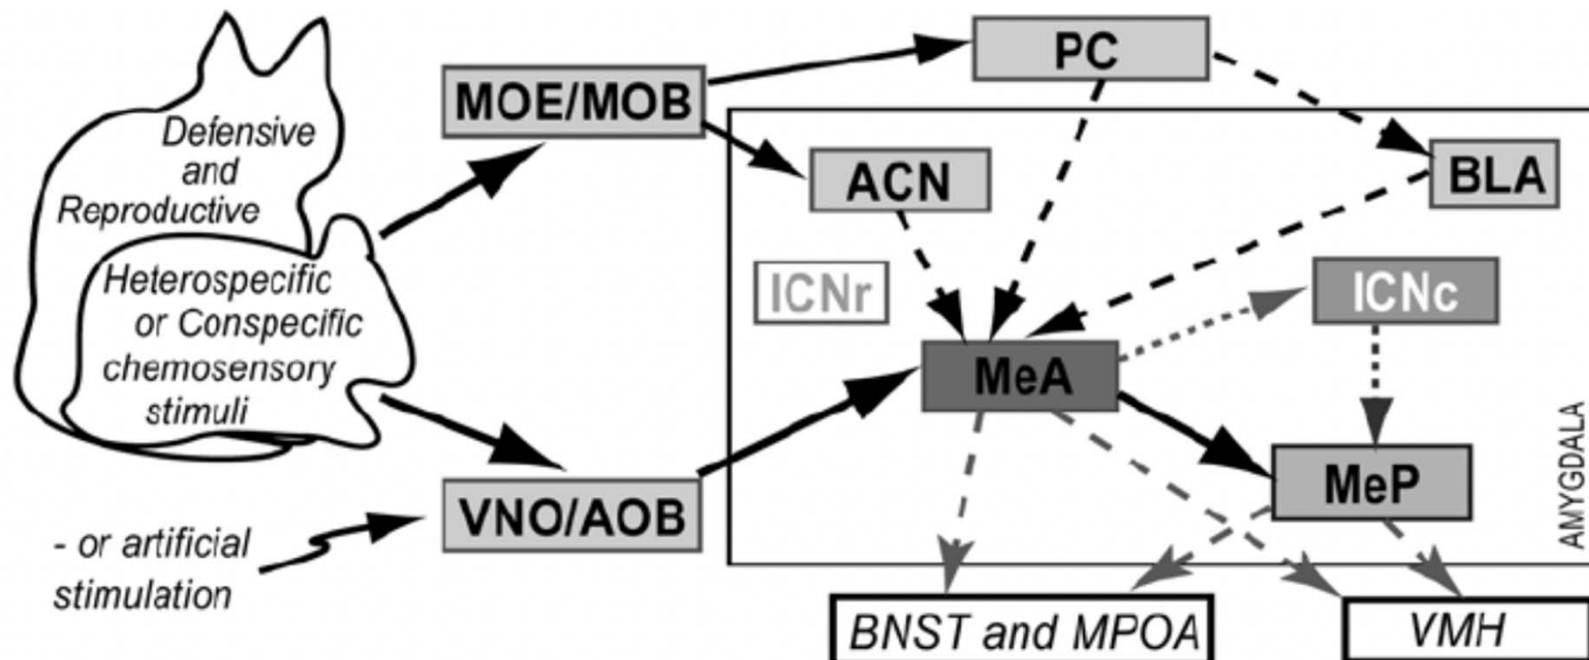 Defensive
and
Reproductive
Heterospecific
or Conspecific
chemosensory
stimuli
- or artificial
stimulation
MOE/MOB
VNO/AOB
PC
ACN
BLA
ICNr
ICNc
MeA
MeP
AMYGDALA
BNST and MPOA
VMH